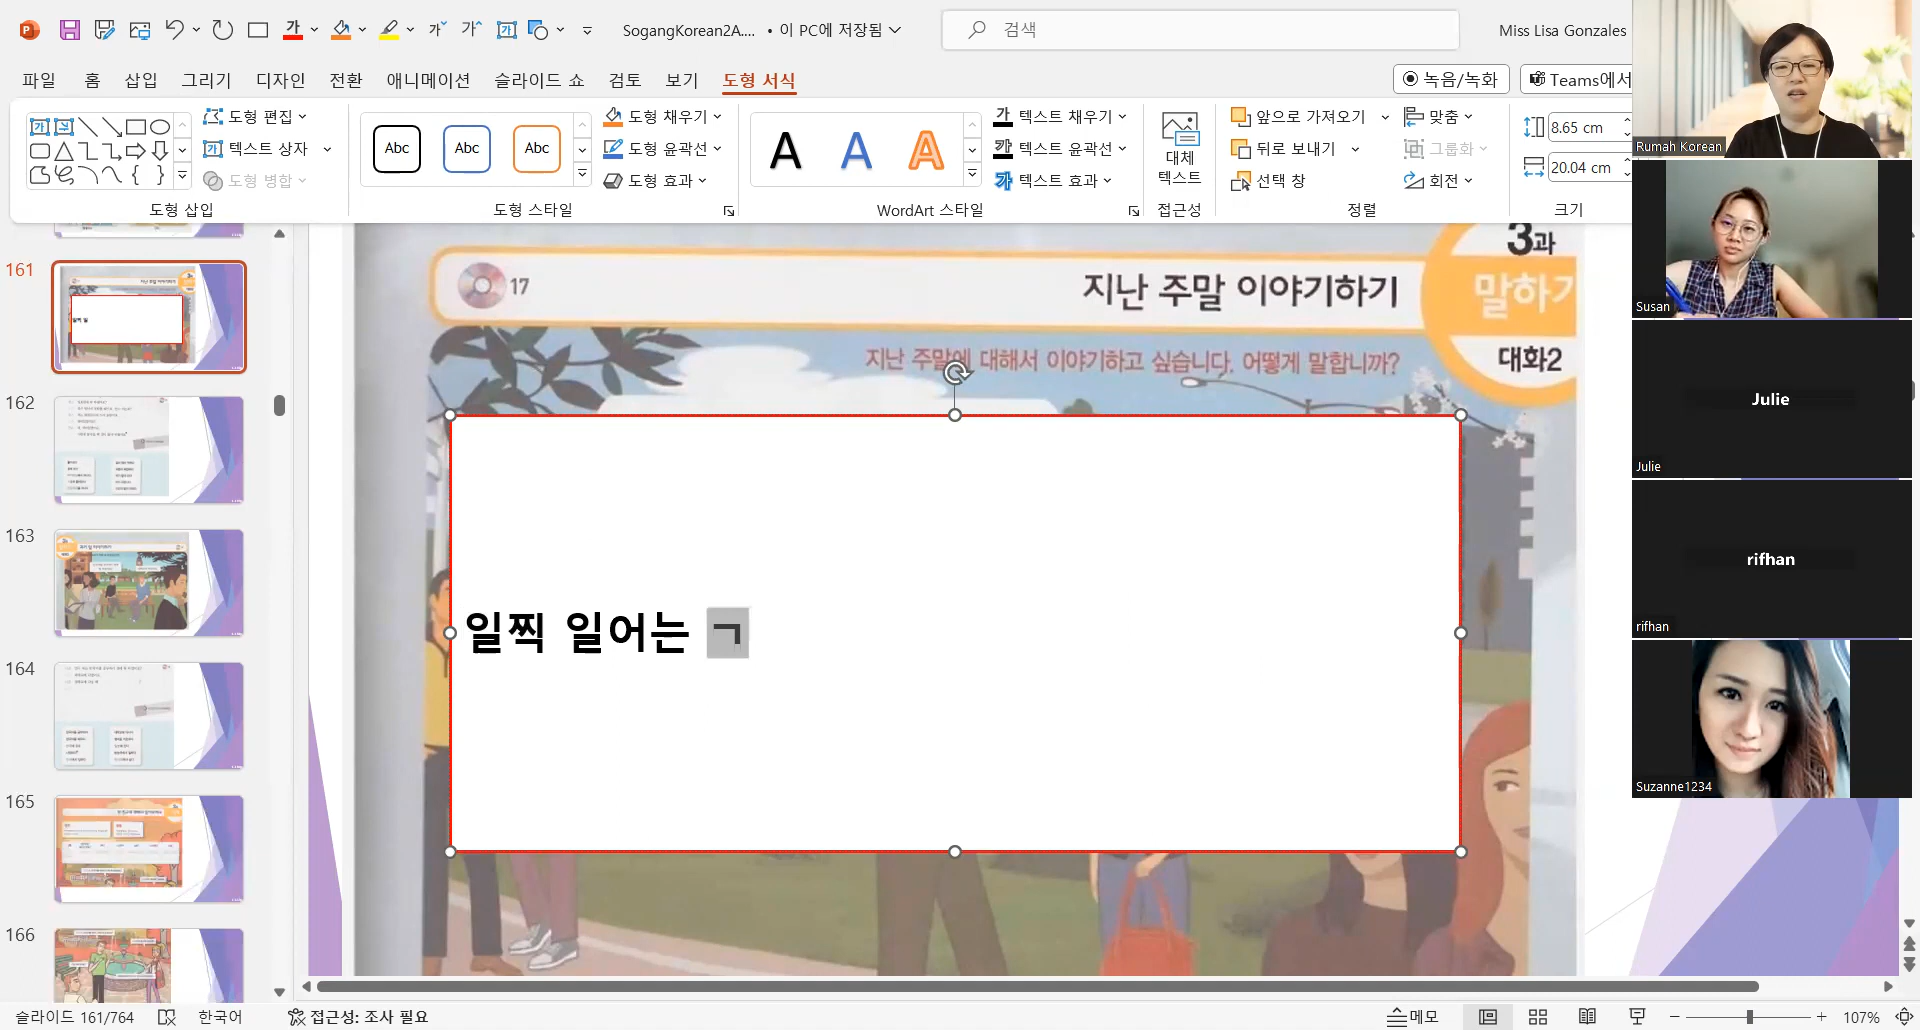 SogangKorean2A.... • 이 PC에 저장됨
검색
Miss Lisa Gonzales
파일 홈 삽입 그리기 디자인 전환 애니메이션 슬라이드 쇼 검토 보기 도형 서식
녹음/녹화 Teams에서
도형 편집
텍스트 상자
도형 병합
도형 삽입
Abc Abc Abc
도형 채우기
도형 윤곽선
도형 효과
도형 스타일
A A A
텍스트 채우기
텍스트 윤곽선
텍스트 효과
WordArt 스타일
대체
텍스트
접근성
앞으로 가져오기
뒤로 보내기
선택 창
맞춤
그룹화
회전
정렬
8.65 cm
20.04 cm
크기
161
162
163
164
165
166
3과
17
지난 주말 이야기하기
말하기
대화2
지난 주말에 대해서 이야기하고 싶습니다. 어떻게 말합니까?
일찍 일어는 ㄱ
Rumah Korean
Susan
Julie
Julie
rifhan
rifhan
Suzanne1234
슬라이드 161/764 한국어 접근성: 조사 필요
메모 107%